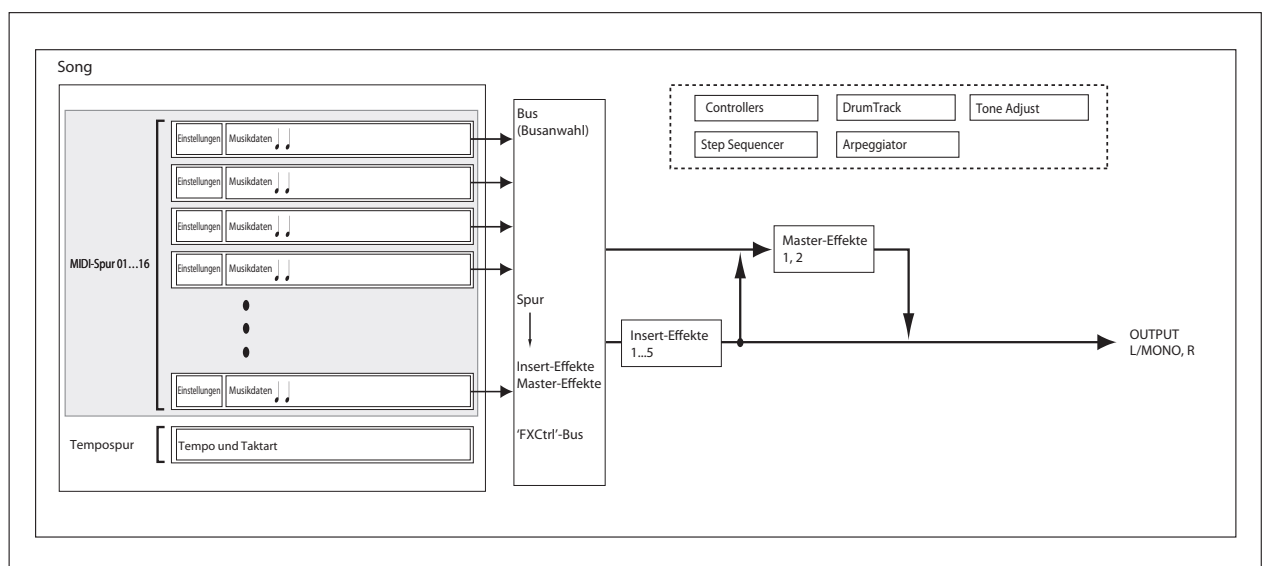 Song
MIDI-Spur 01...16
Einstellungen Musikdaten
Einstellungen Musikdaten
Einstellungen Musikdaten
Einstellungen Musikdaten
Einstellungen Musikdaten
Tempospur
Tempo und Taktart
Bus
(Busanwahl)
Spur
Insert-Effekte
Master-Effekte
'FXCtrl'-Bus
Controllers
DrumTrack
Tone Adjust
Step Sequencer
Arpeggiator
Master-Effekte
1, 2
Insert-Effekte
1...5
OUTPUT
L/MONO, R